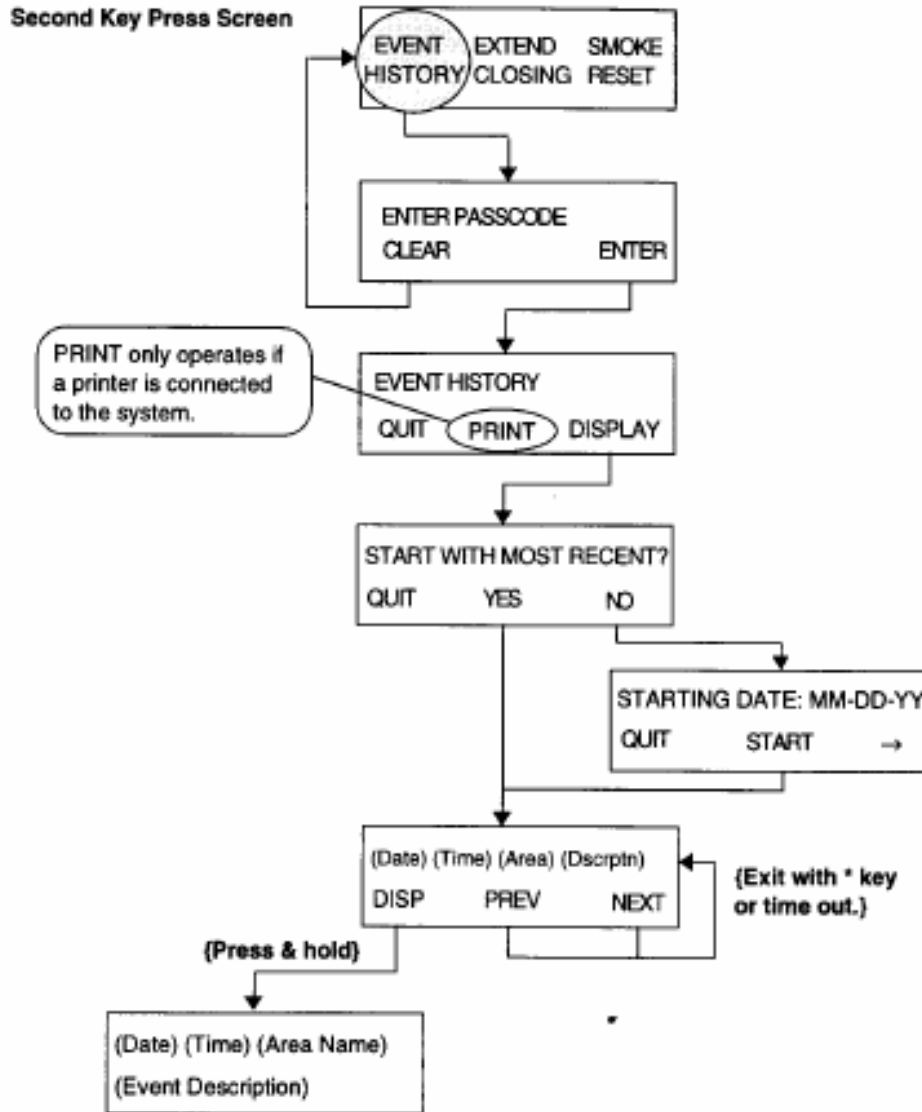 Second Key Press Screen
EVENT EXTEND SMOKE
HISTORY CLOSING RESET
ENTER PASSCODE
CLEAR ENTER
PRINT only operates if
a printer is connected
to the system.
EVENT HISTORY
QUIT PRINT DISPLAY
START WITH MOST RECENT?
QUIT YES NO
STARTING DATE: MM-DD-YY
QUIT START →
(Date) (Time) (Area) (Dscrptn)
DISP PREV NEXT
{Exit with * key
or time out.}
{Press & hold}
(Date) (Time) (Area Name)
(Event Description)